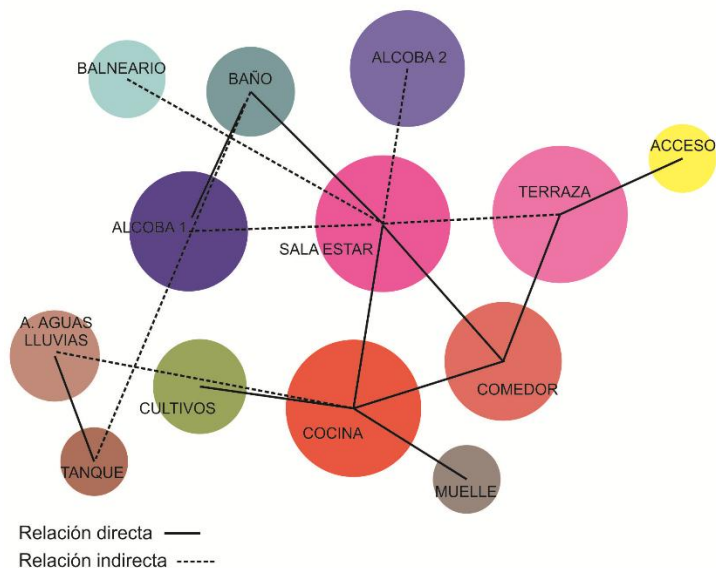 ALCOBA 2
BALNEARIO
BAÑO
ACCESO
TERRAZA
ALCOBA 1
SALA ESTAR
A. AGUAS
LLUVIAS
COMEDOR
CULTIVOS
COCINA
TANQUE
MUELLE
Relación directa
Relación indirecta